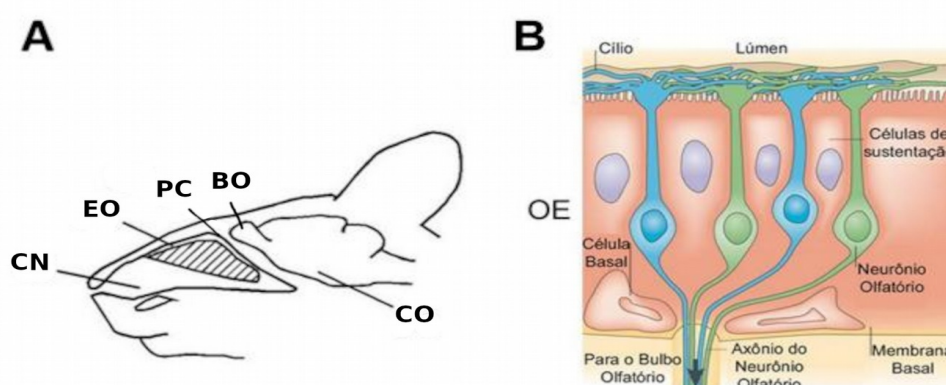 A
PC
BO
EO
CN
CO
B
Cílio
Lúmen
Células de
sustentaçã
OE
Célula
Basal
Neurônio
Olfatório
Para o Bulbo
Olfatório
Axônio do
Neurônio
Olfatório
Membrana
Basal